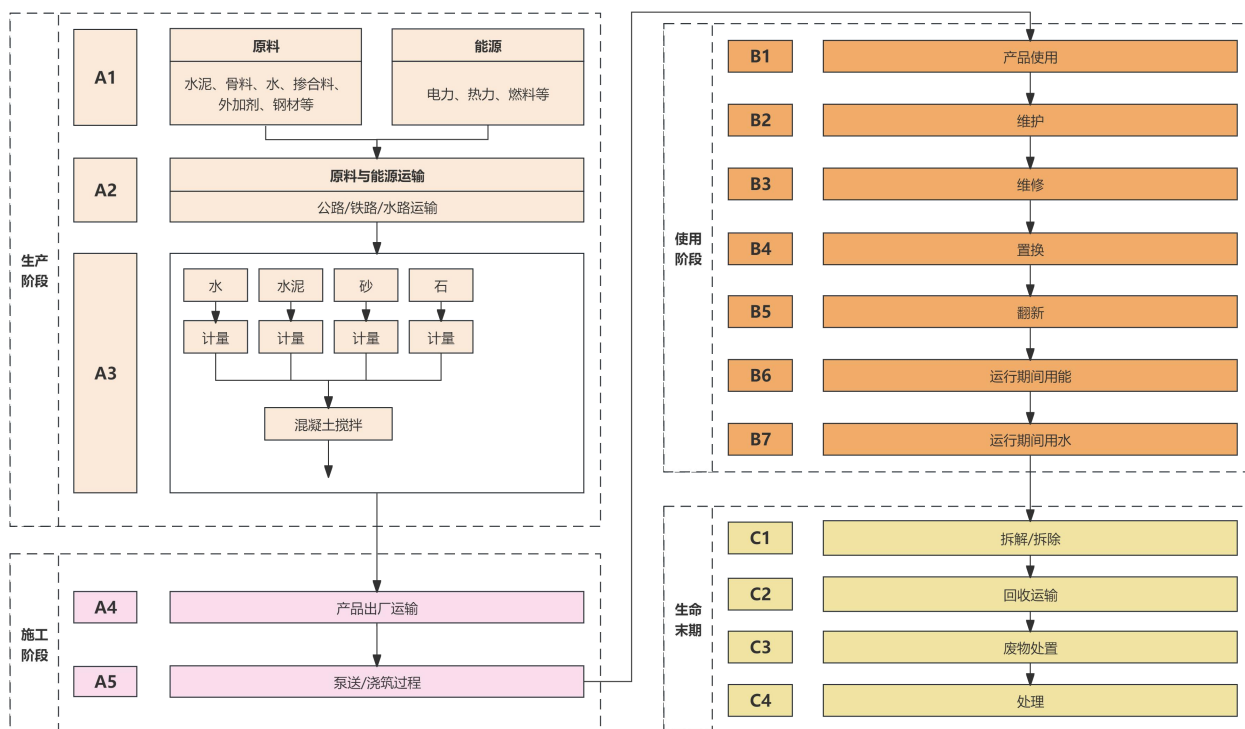 生产
阶段
A1
原料
水泥、骨料、水、掺合料、
外加剂、钢材等
能源
电力、热力、燃料等
A2
原料与能源运输
公路/铁路/水路运输
A3
水
水泥
砂
石
计量
计量
计量
计量
混凝土搅拌
施工
阶段
A4
产品出厂运输
A5
泵送/浇筑过程
使用
阶段
B1
产品使用
B2
维护
B3
维修
B4
置换
B5
翻新
B6
运行期间用能
B7
运行期间用水
生命
末期
C1
拆解/拆除
C2
回收运输
C3
废物处置
C4
处理